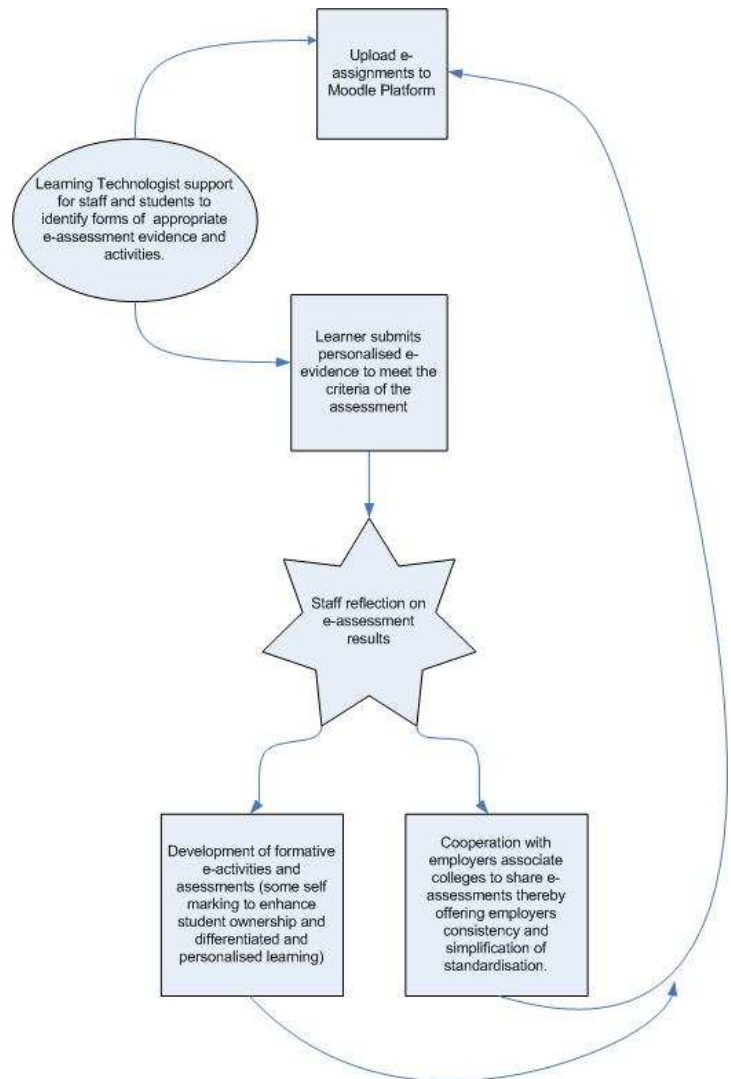 Upload e-
assignments to
Moodle Platform
Learning Technologist support
for staff and students to
identify forms of appropriate
e-assessment evidence and
activities.
Learner submits
personalised e-
evidence to meet the
criteria of the
assessment
Staff reflection on
e-assessment
results
Development of formative
e-activities and
asessments (some self
marking to enhance
student ownership and
differentiated and
personalised learning)
Cooperation with
employers associate
colleges to share e-
assessments thereby
offering employers
consistency and
simplification of
standardisation.